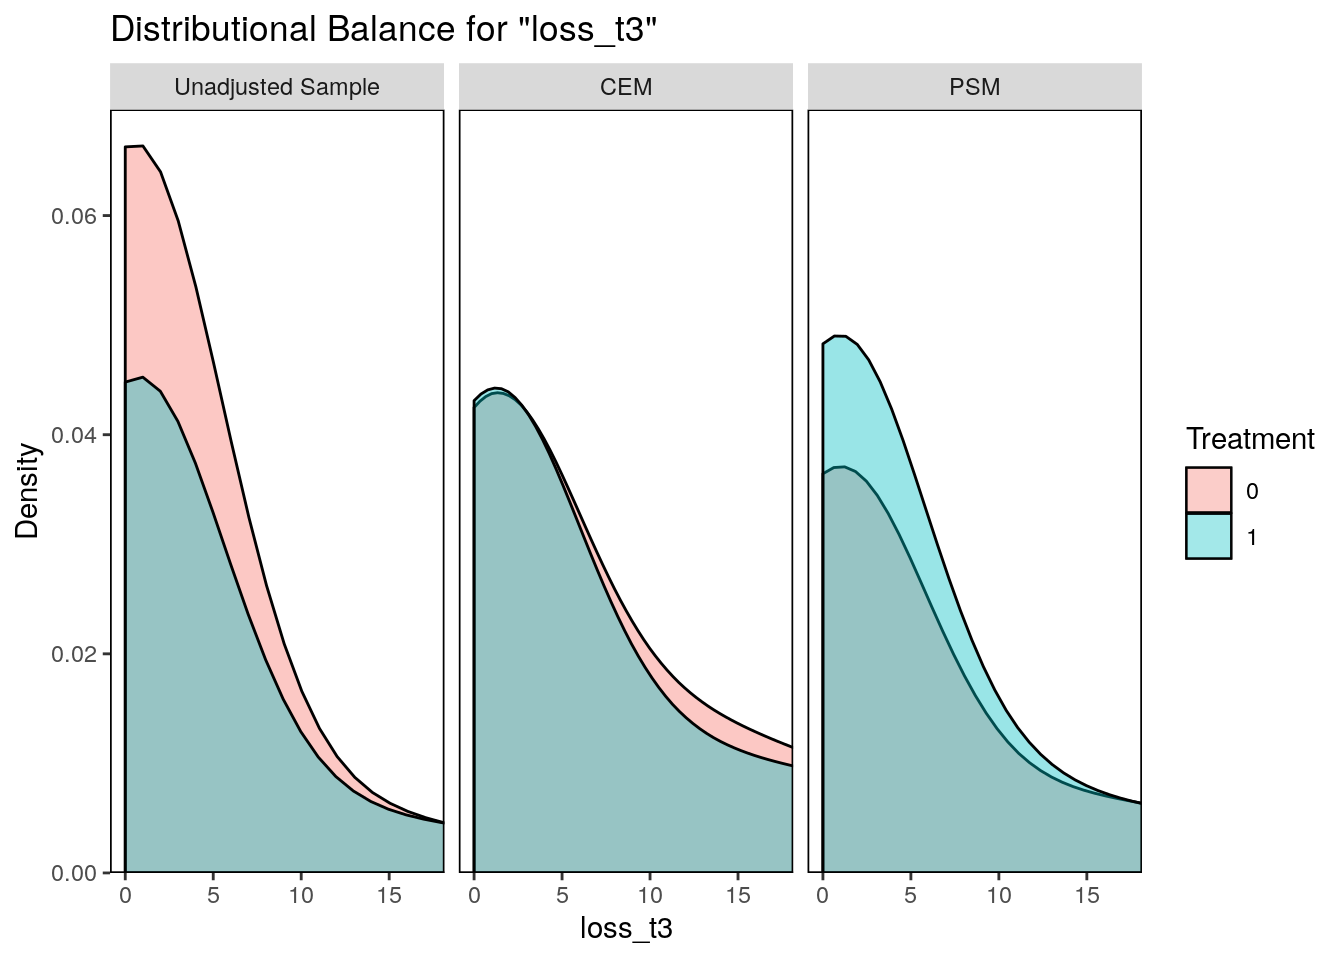 Distributional Balance for "loss_t3"
Unadjusted Sample
CEM
PSM
Density
0.06
0.04
0.02
0.00
0 5 10 15
0 5 10 15
0 5 10 15
loss_t3
Treatment
0
1